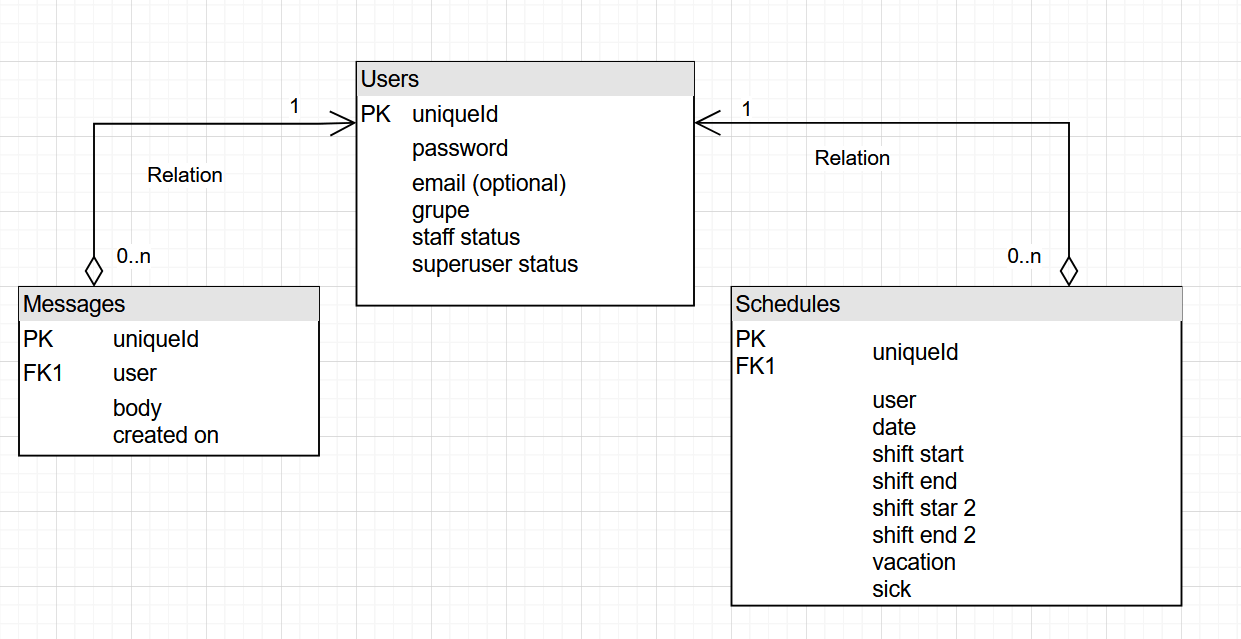 Users
PK uniqueId
password
email (optional)
grupe
staff status
superuser status
1
Relation
0..n
Messages
PK uniqueId
FK1 user
body
created on
1
Relation
0..n
Schedules
PK
FK1
uniqueId
user
date
shift start
shift end
shift star 2
shift end 2
vacation
sick